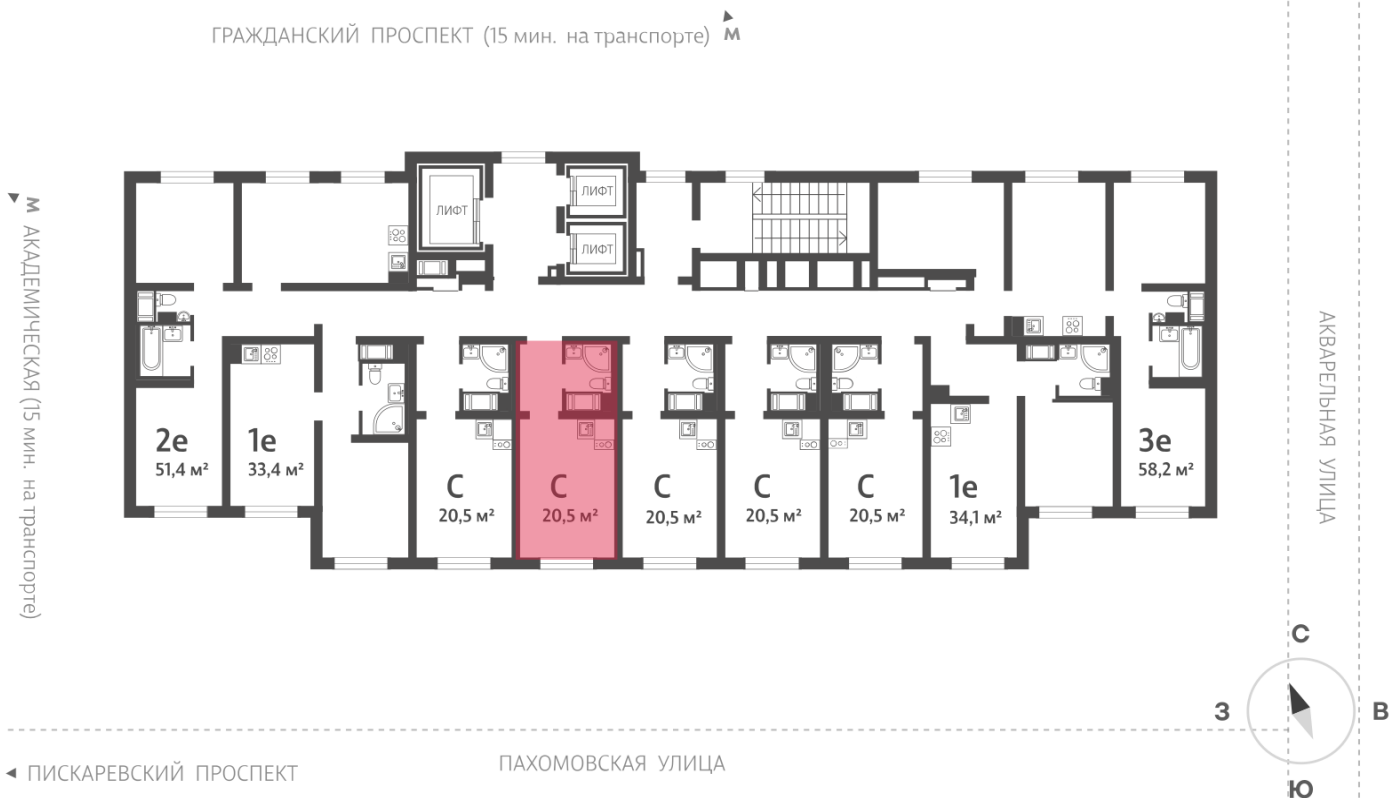 ГРАЖДАНСКИЙ ПРОСПЕКТ (15 мин. на транспорте) М
М АКАДЕМИЧЕСКАЯ (15 мин. на транспорте)
ЛИФТ
ЛИФТ
ЛИФТ
2е
51,4 м²
1е
33,4 м²
С
20,5 м²
С
20,5 м²
С
20,5 м²
С
20,5 м²
С
20,5 м²
1е
34,1 м²
3е
58,2 м²
АКВАРЕЛЬНАЯ УЛИЦА
С
З
В
Ю
ПАХОМОВСКАЯ УЛИЦА
ПИСКАРЕВСКИЙ ПРОСПЕКТ